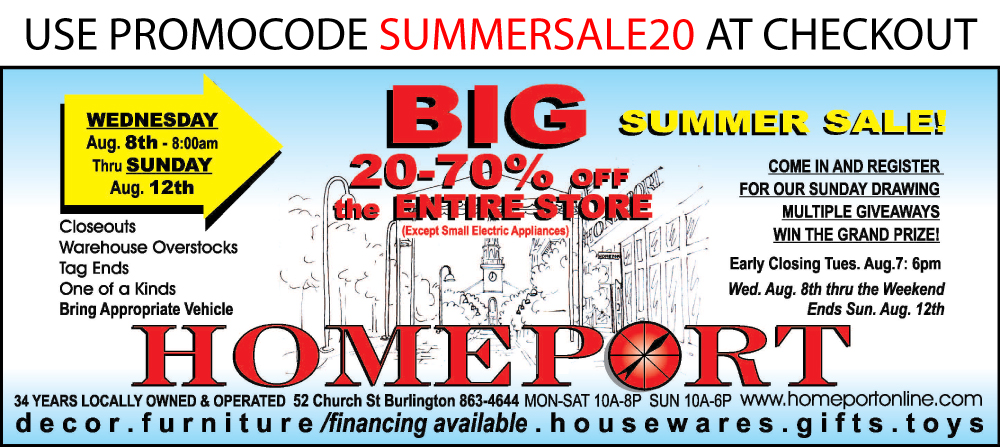 USE PROMOCODE SUMMERSALE20 AT CHECKOUT
WEDNESDAY
Aug. 8th - 8:00am
Thru SUNDAY
Aug. 12th
Closeouts
Warehouse Overstocks
Tag Ends
One of a Kinds
Bring Appropriate Vehicle
BIG
20-70% OFF
the ENTIRE STORE
(Except Small Electric Appliances)
SUMMER SALE!
COME IN AND REGISTER
FOR OUR SUNDAY DRAWING
MULTIPLE GIVEAWAYS
WIN THE GRAND PRIZE!
Early Closing Tues. Aug.7: 6pm
Wed. Aug. 8th thru the Weekend
Ends Sun. Aug. 12th
HOMEPORT
HOMEPORT
34 YEARS LOCALLY OWNED & OPERATED 52 Church St Burlington 863-4644 MON-SAT 10A-8P SUN 10A-6P www.homeportonline.com
decor.furniture/financing available.housewares.gifts.toys